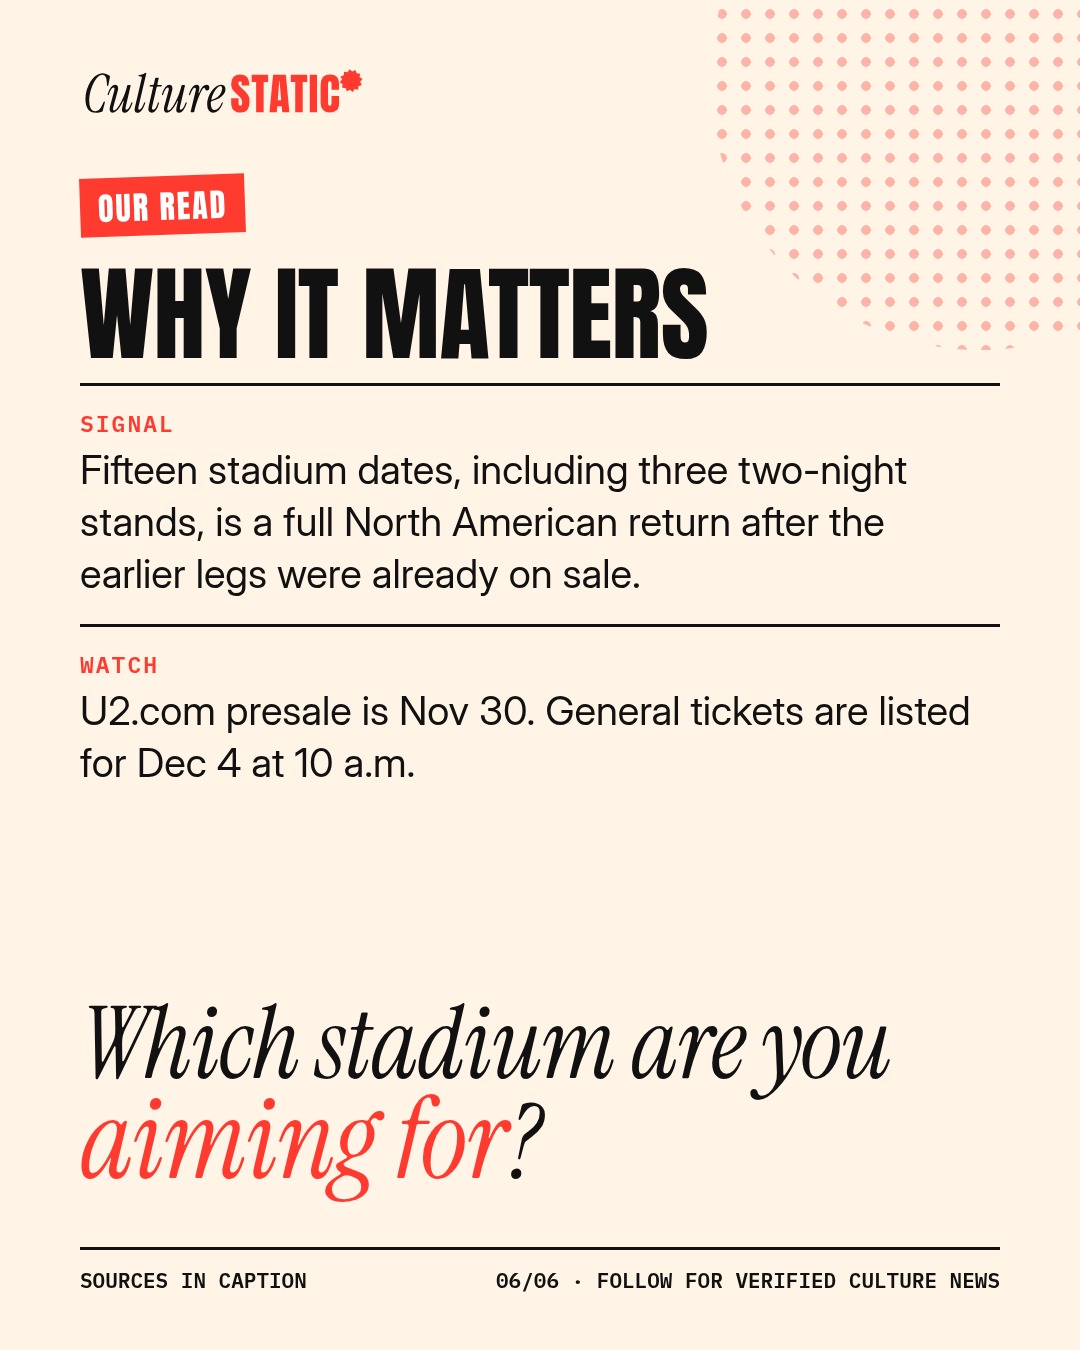 Culture STATIC
OUR READ
WHY IT MATTERS
SIGNAL
Fifteen stadium dates, including three two-night
stands, is a full North American return after the
earlier legs were already on sale.
WATCH
U2.com presale is Nov 30. General tickets are listed
for Dec 4 at 10 a.m.
Which stadium are you
aiming for?
SOURCES IN CAPTION
06/06 · FOLLOW FOR VERIFIED CULTURE NEWS